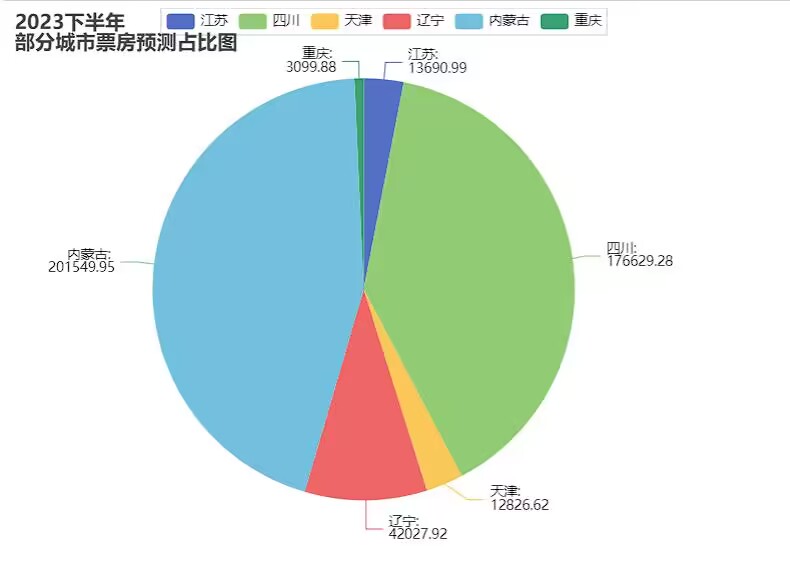 2023下半年
部分城市票房预测占比图
江苏 四川 天津 辽宁 内蒙古 重庆
重庆:
3099.88
江苏:
13690.99
四川:
176629.28
内蒙古:
201549.95
天津:
12826.62
辽宁:
42027.92